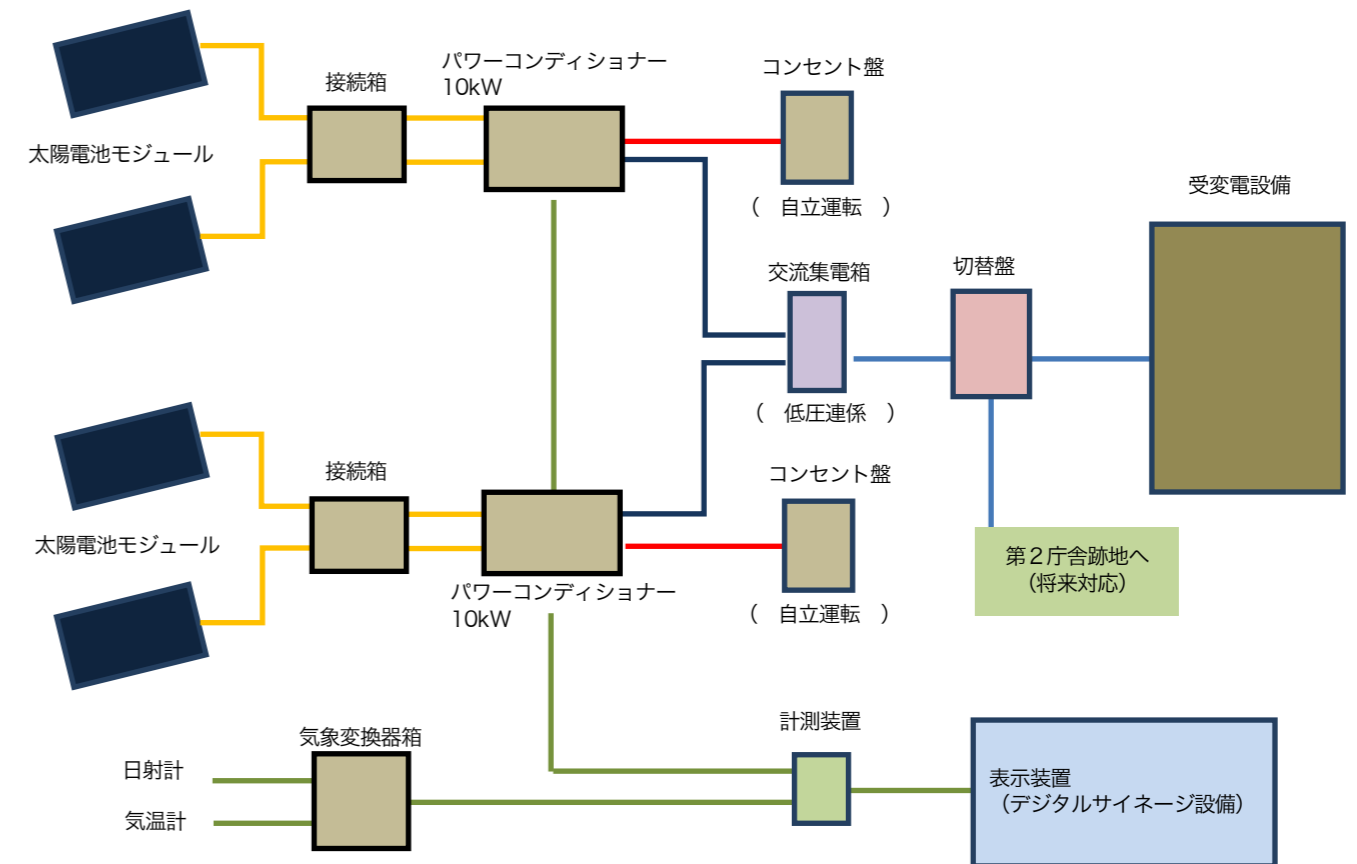 パワーコンディショナー
10kW
コンセント盤
接続箱
太陽電池モジュール
受変電設備
（　自立運転　）
交流集電箱
切替盤
（　低圧連係　）
接続箱
コンセント盤
太陽電池モジュール
第２庁舎跡地へ
（将来対応）
パワーコンディショナー
10kW
（　自立運転　）
計測装置
気象変換器箱
日射計
表示装置
（デジタルサイネージ設備）
気温計